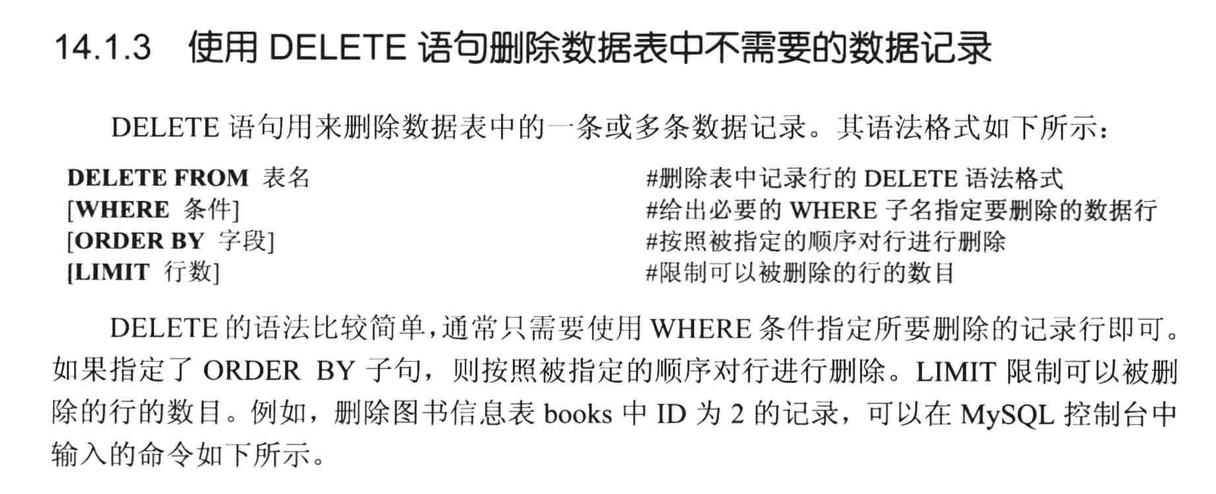 14.1.3 使用 DELETE 语句删除数据表中不需要的数据记录
DELETE 语句用来删除数据表中的一条或多条数据记录。其语法格式如下所示：
DELETE FROM 表名 #删除表中记录行的 DELETE 语法格式
[WHERE 条件] #给出必要的 WHERE 子名指定要删除的数据行
[ORDER BY 字段] #按照被指定的顺序对行进行删除
[LIMIT 行数] #限制可以被删除的行的数目
DELETE 的语法比较简单，通常只需要使用 WHERE 条件指定所要删除的记录行即可。
如果指定了 ORDER BY 子句，则按照被指定的顺序对行进行删除。LIMIT 限制可以被删
除的行的数目。例如，删除图书信息表 books 中 ID 为 2 的记录，可以在 MySQL 控制台中
输入的命令如下所示。